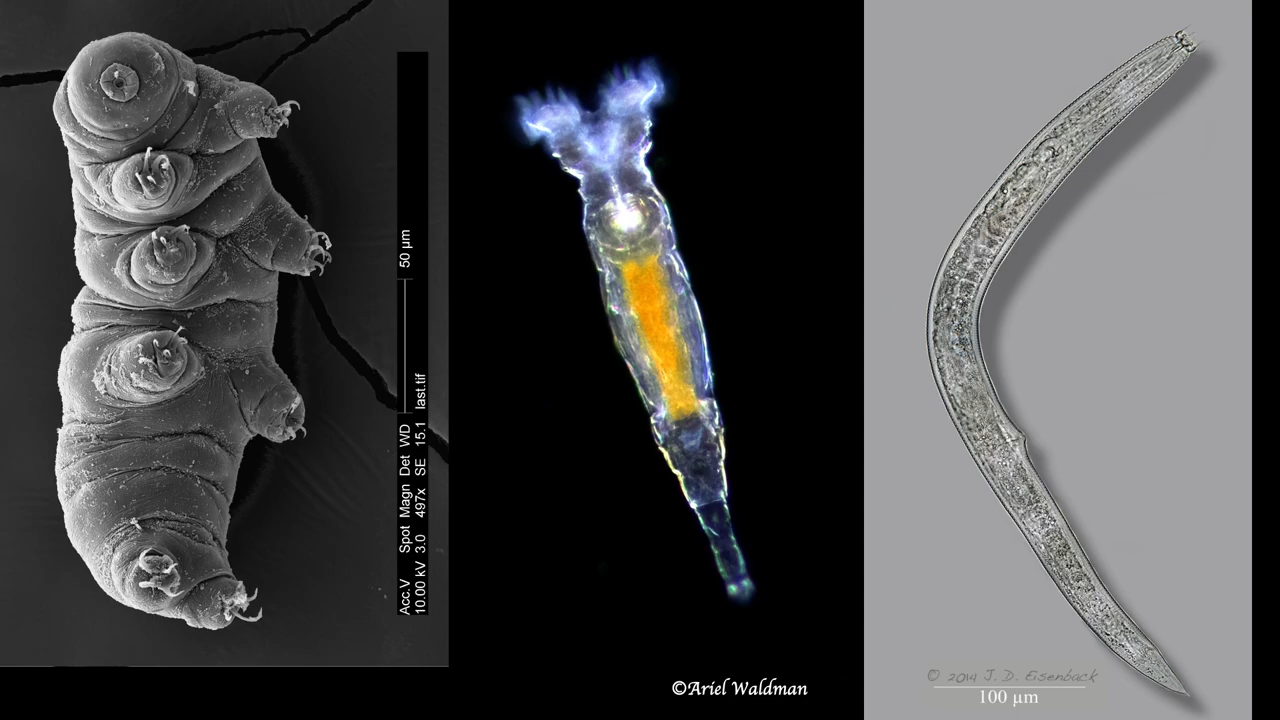 Acc.V Spot Magn Det WD
10.00 kV 3.0 497x SE 15.1 last.tif
50 µm
©Ariel Waldman
© 2014 J. D. Eisenback
100 µm